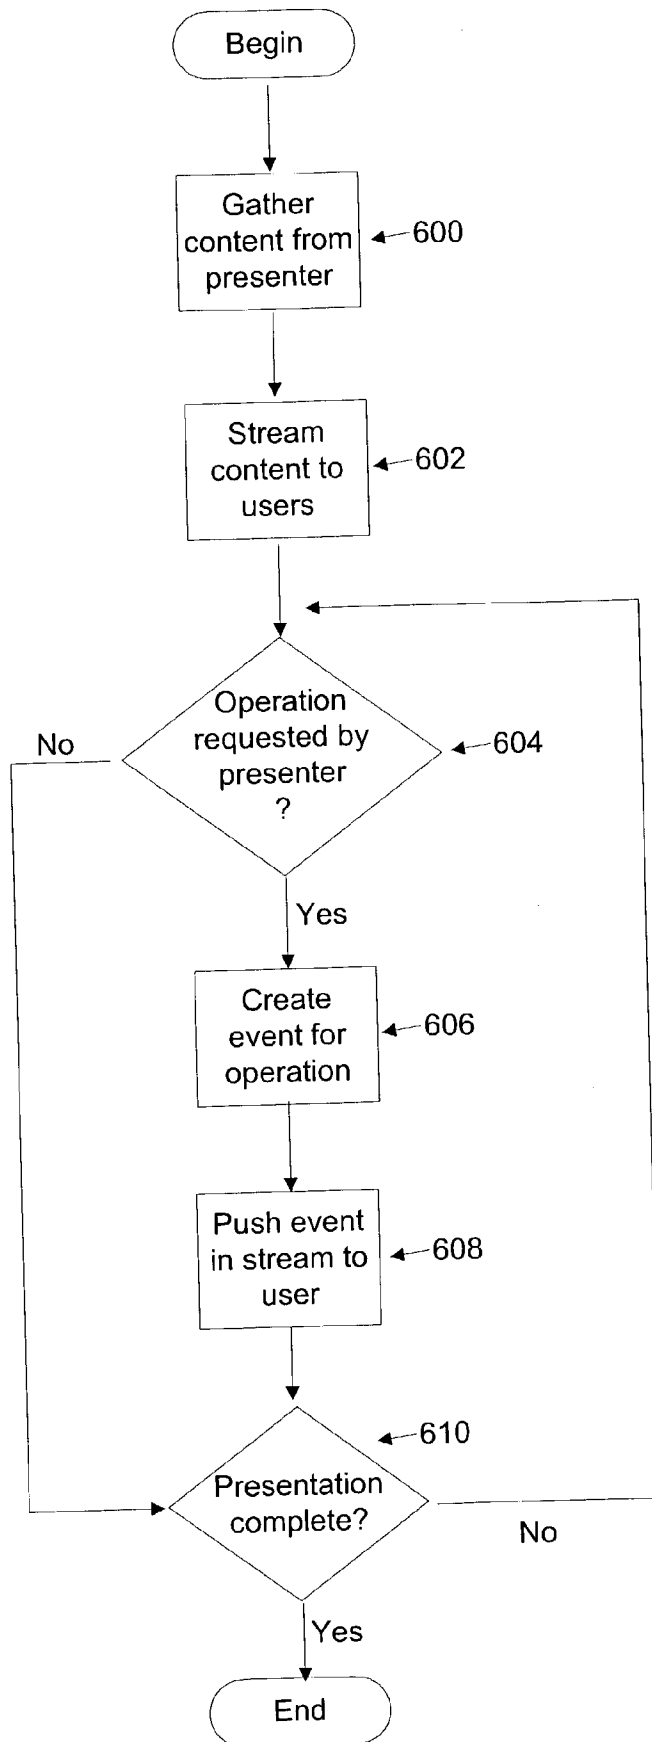 Begin
Gather
content from
presenter
600
Stream
content to
users
602
Operation
requested by
presenter
?
604
No
Yes
Create
event for
operation
606
Push event
in stream to
user
608
610
Presentation
complete?
No
Yes
End